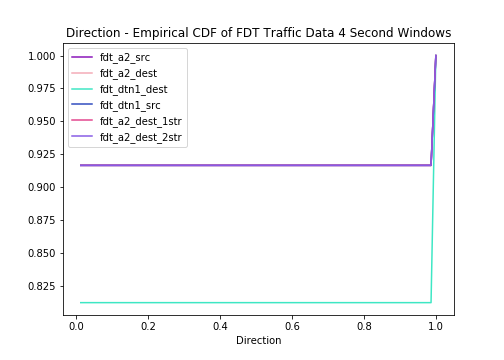 Direction - Empirical CDF of FDT Traffic Data 4 Second Windows
1.000
0.975
0.950
0.925
0.900
0.875
0.850
0.825
fdt_a2_src
fdt_a2_dest
fdt_dtn1_dest
fdt_dtn1_src
fdt_a2_dest_1str
fdt_a2_dest_2str
0.0
0.2
0.4
0.6
0.8
1.0
Direction